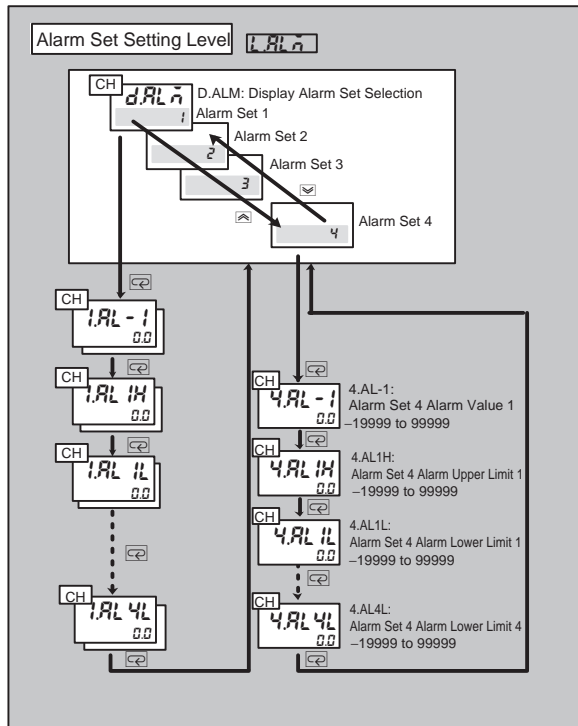 Alarm Set Setting Level L.ALM
CH
d.ALM
1
D.ALM: Display Alarm Set Selection
Alarm Set 1
2
Alarm Set 2
3
Alarm Set 3
4
Alarm Set 4
CH
1.AL-1
0.0
CH
1.AL1H
0.0
CH
1.AL1L
0.0
CH
1.AL4L
0.0
CH
4.AL-1
0.0
4.AL-1:
Alarm Set 4 Alarm Value 1
−19999 to 99999
CH
4.AL1H
0.0
4.AL1H:
Alarm Set 4 Alarm Upper Limit 1
−19999 to 99999
CH
4.AL1L
0.0
4.AL1L:
Alarm Set 4 Alarm Lower Limit 1
−19999 to 99999
CH
4.AL4L
0.0
4.AL4L:
Alarm Set 4 Alarm Lower Limit 4
−19999 to 99999